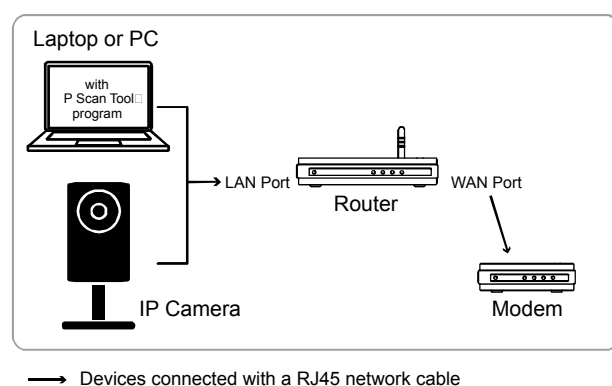 Laptop or PC
with
P Scan Tool□
program
LAN Port
Router
WAN Port
IP Camera
Modem
Devices connected with a RJ45 network cable